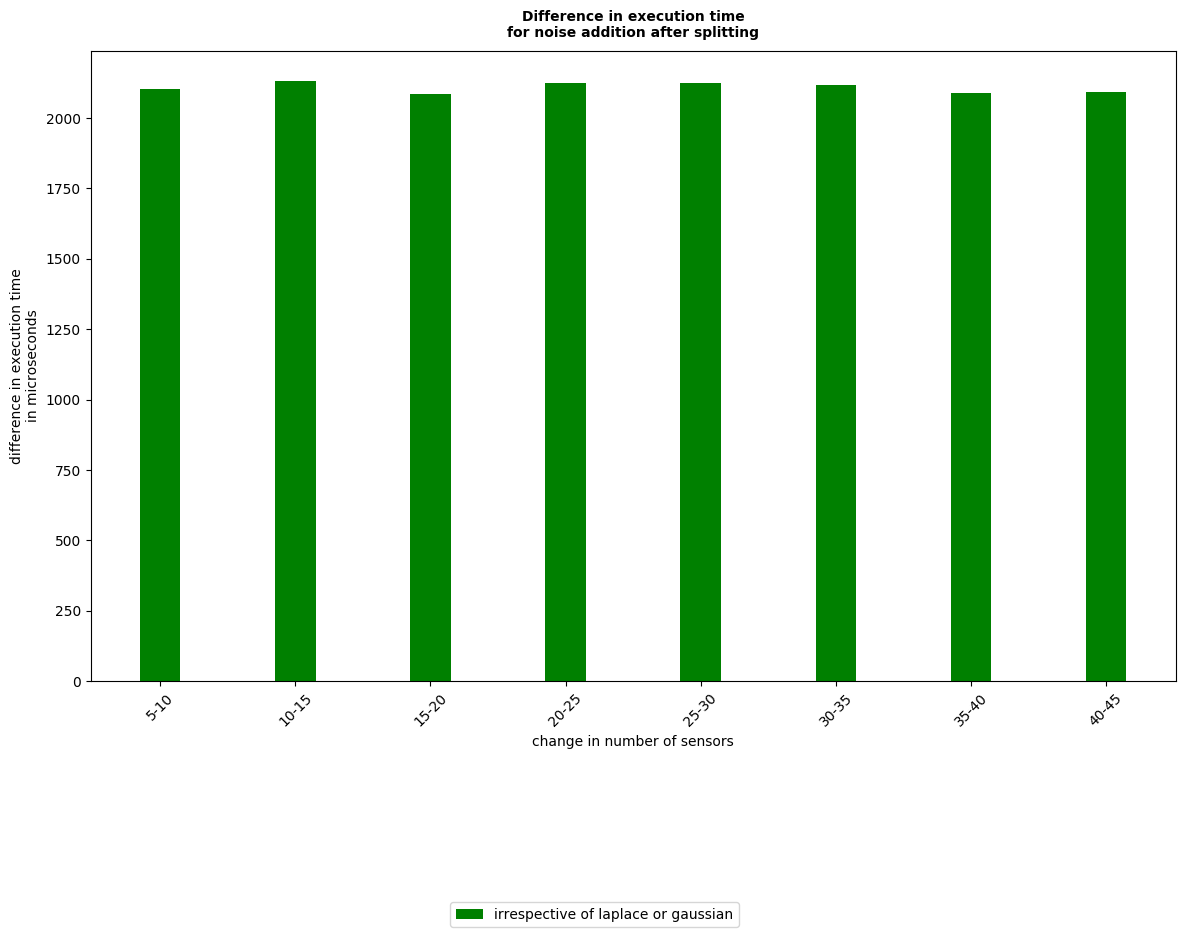 Difference in execution time
for noise addition after splitting
difference in execution time
in microseconds
2000
1750
1500
1250
1000
750
500
250
0
5-10
10-15
15-20
20-25
25-30
30-35
35-40
40-45
change in number of sensors
irrespective of laplace or gaussian